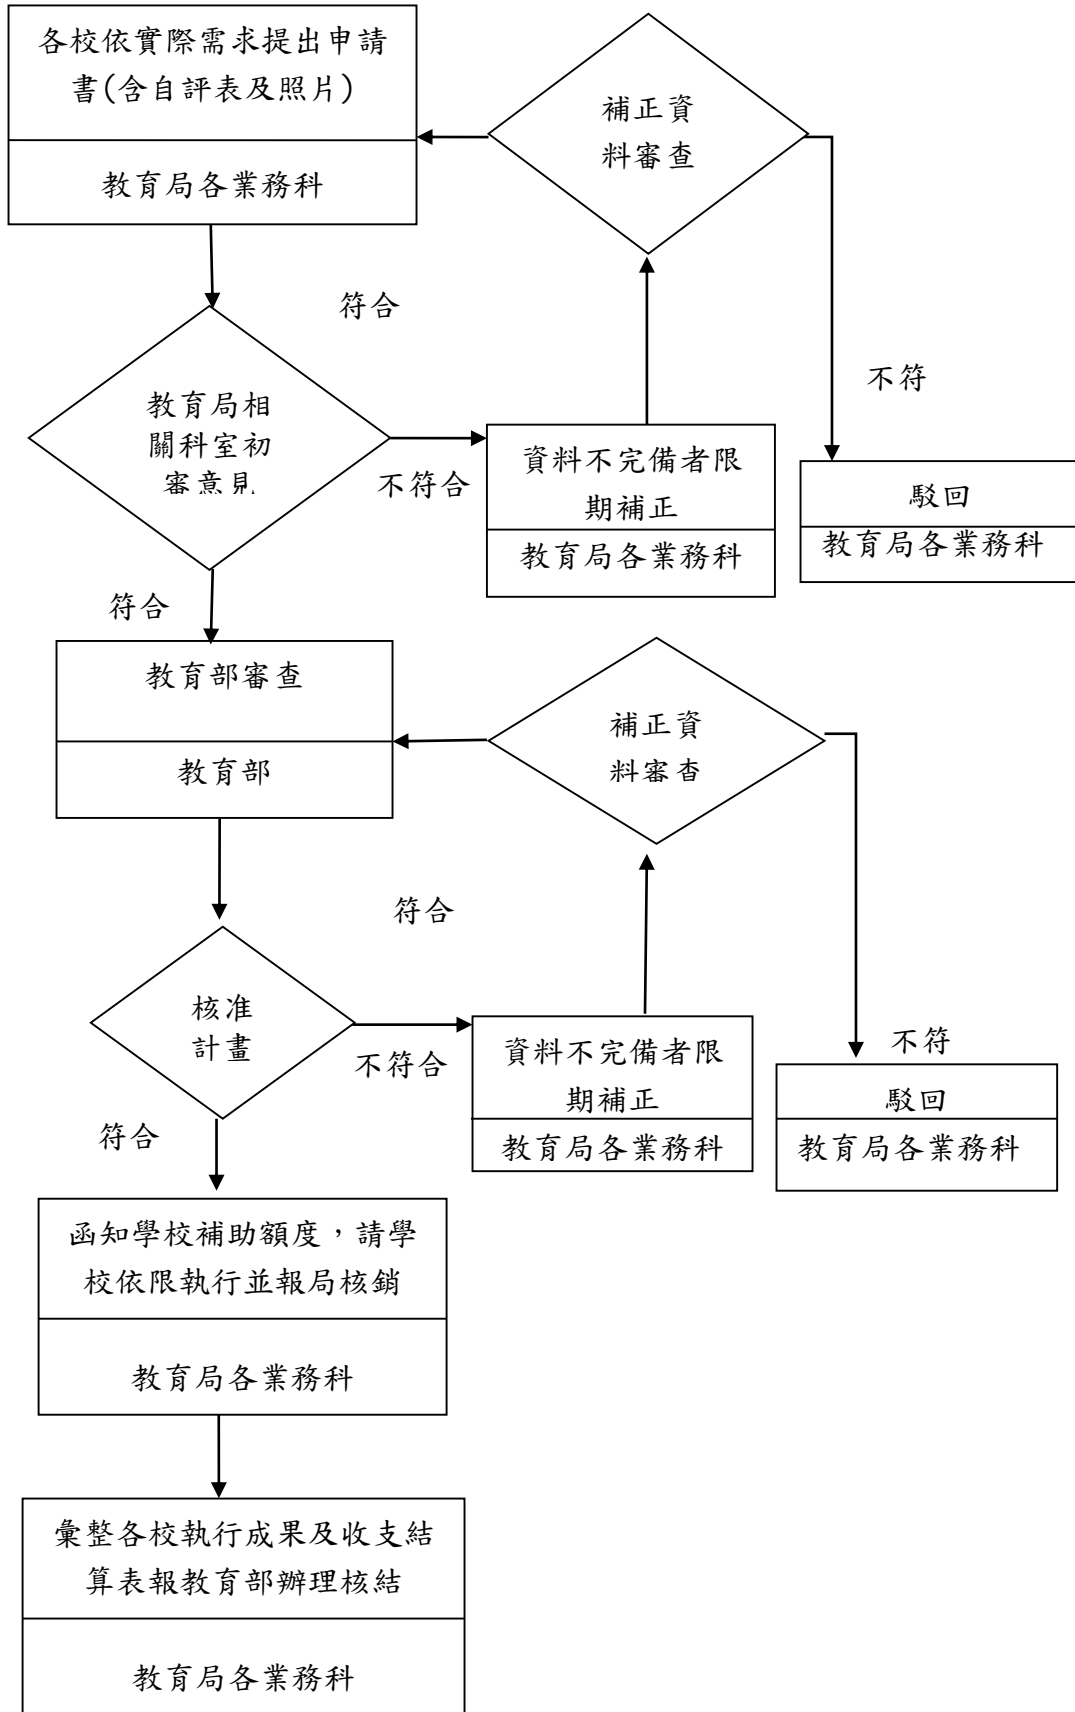 各校依實際需求提出申請
書(含自評表及照片)
教育局各業務科
補正資
料審查
符合
不符
教育局相
關科室初
審意見
不符合
資料不完備者限
期補正
教育局各業務科
駁回
教育局各業務科
符合
教育部審查
教育部
補正資
料審查
符合
核准
計畫
不符合
資料不完備者限
期補正
教育局各業務科
不符
駁回
教育局各業務科
符合
函知學校補助額度，請學
校依限執行並報局核銷
教育局各業務科
彙整各校執行成果及收支結
算表報教育部辦理核結
教育局各業務科